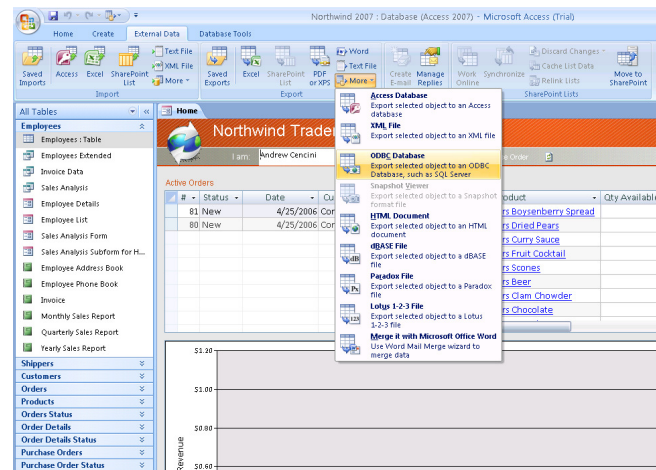 Northwind 2007 : Database (Access 2007) - Microsoft Access (Trial)
Home Create External Data Database Tools
Saved Imports
Access
Excel
SharePoint List
Text File
XML File
More
Import
Saved Exports
Excel
SharePoint List
PDF or XPS
Word
Text File
More
Export
Create E-mail
Manage Replies
Work Online
Synchronize
Discard Changes
Cache List Data
Relink Lists
Move to SharePoint
SharePoint Lists
All Tables
Employees
Employees : Table
Employees Extended
Invoice Data
Sales Analysis
Employee Details
Employee List
Sales Analysis Form
Sales Analysis Subform for H...
Employee Address Book
Employee Phone Book
Invoice
Monthly Sales Report
Quarterly Sales Report
Yearly Sales Report
Shippers
Customers
Orders
Products
Orders Status
Order Details
Order Details Status
Purchase Orders
Purchase Order Status
Home
Northwind Trade
I am: Andrew Cencini
Order
Active Orders
# Status Date Cu
81 New 4/25/2006 Co
80 New 4/25/2006 Co
Access Database
Export selected object to an Access
database
XML File
Export selected object to an XML file
ODBC Database
Export selected object to an ODBC
Database, such as SQL Server
Snapshot Viewer
Export selected object to a Snapshot
format file
HTML Document
Export selected object to an HTML
document
dBASE File
Export selected object to a dBASE
file
Paradox File
Export selected object to a Paradox
file
Lotus 1-2-3 File
Export selected object to a Lotus
1-2-3 file
Merge it with Microsoft Office Word
Use Word Mail Merge wizard to
merge data
oduct Qty Available
rs Boysenberry Spread
rs Dried Pears
rs Curry Sauce
rs Fruit Cocktail
rs Scones
rs Beer
rs Clam Chowder
rs Chocolate
$1.20
$1.00
$0.80
$0.60
Revenue